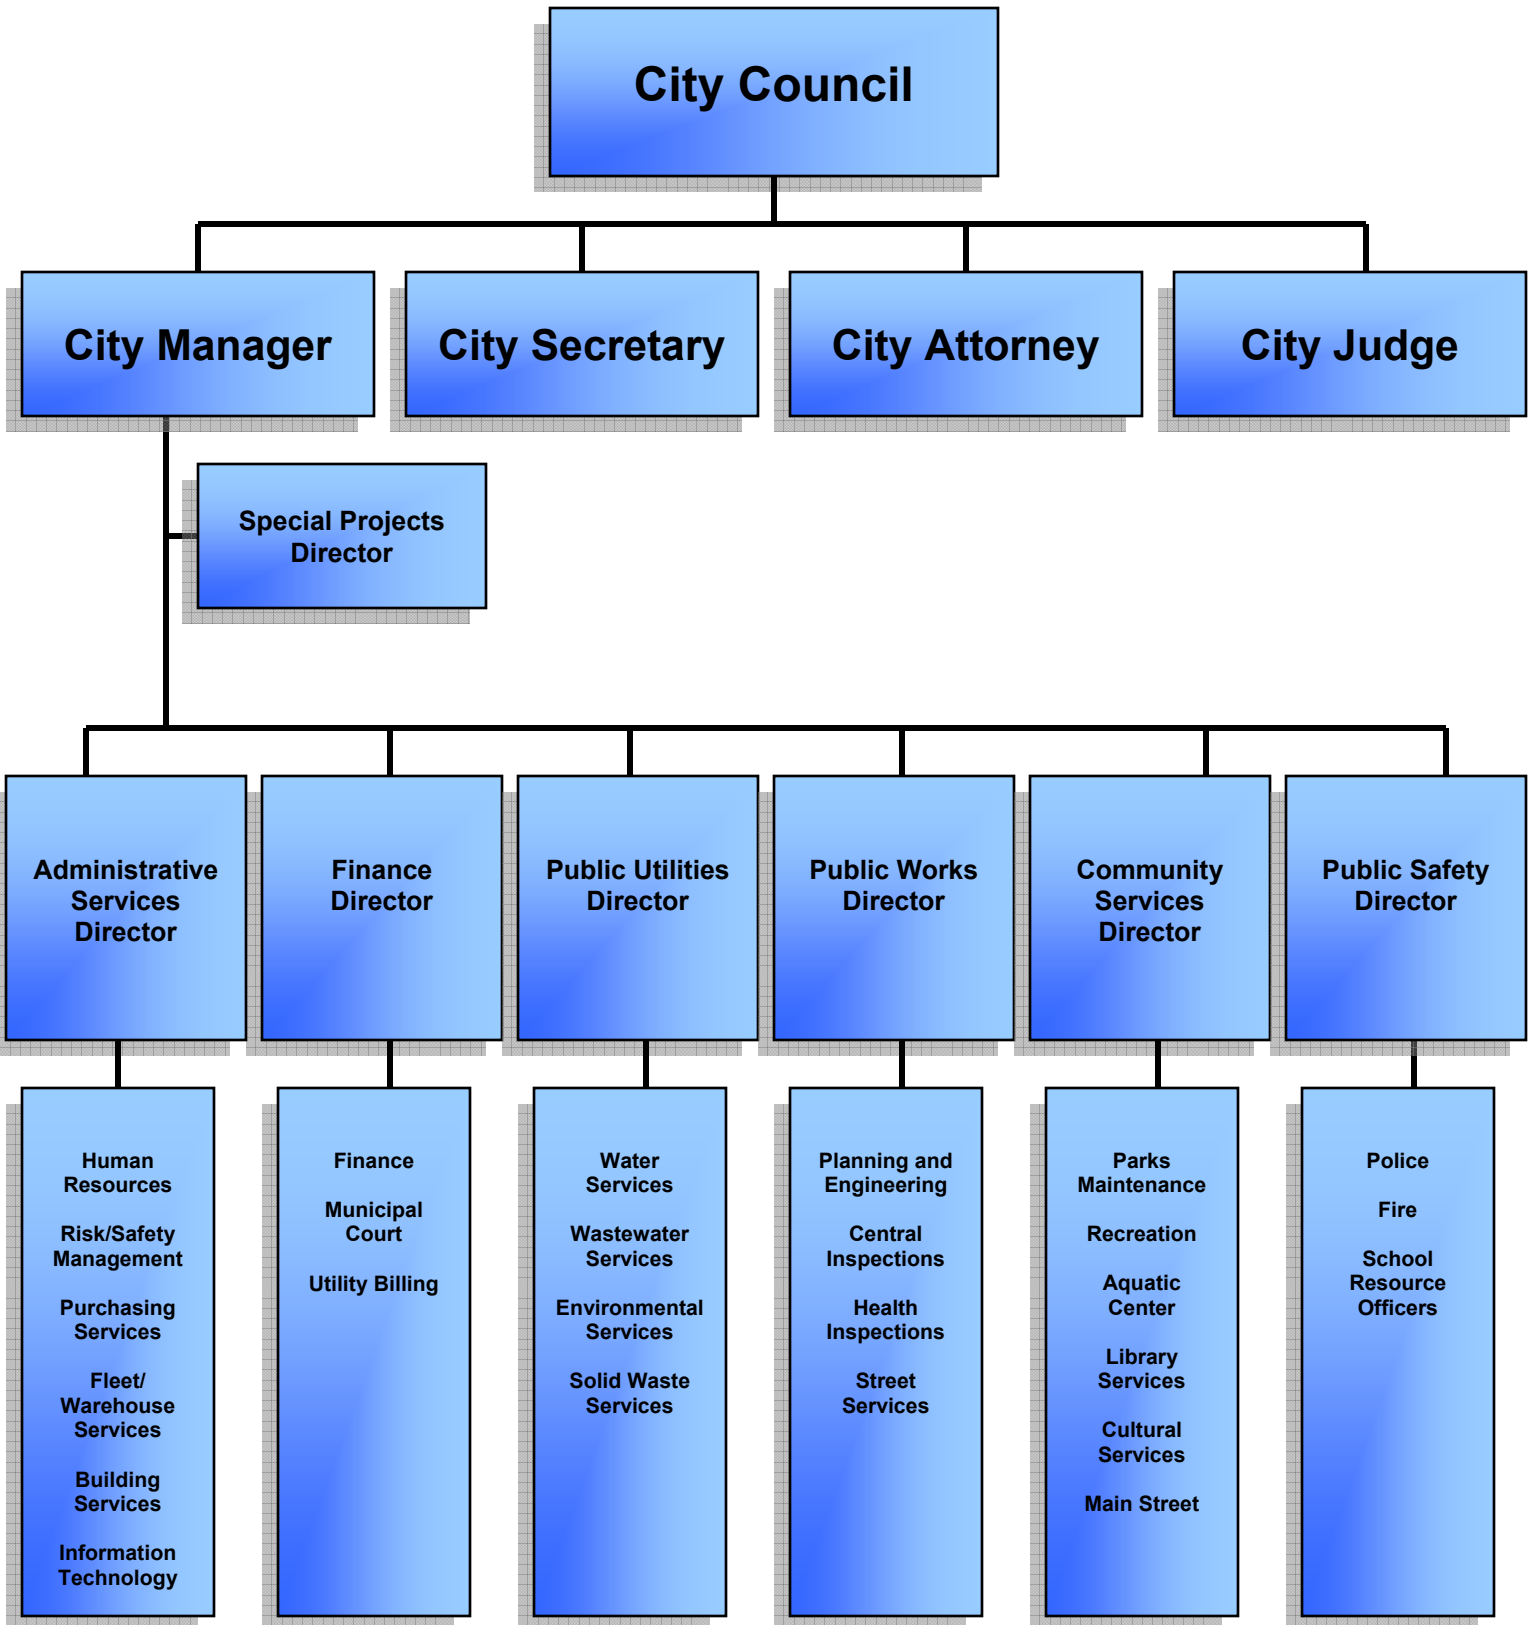 City Council
City Manager
City Secretary
City Attorney
City Judge
Special Projects
Director
Administrative
Services
Director
Finance
Director
Public Utilities
Director
Public Works
Director
Community
Services
Director
Public Safety
Director
Human
Resources
Risk/Safety
Management
Purchasing
Services
Fleet/
Warehouse
Services
Building
Services
Information
Technology
Finance
Municipal
Court
Utility Billing
Water
Services
Wastewater
Services
Environmental
Services
Solid Waste
Services
Planning and
Engineering
Central
Inspections
Health
Inspections
Street
Services
Parks
Maintenance
Recreation
Aquatic
Center
Library
Services
Cultural
Services
Main Street
Police
Fire
School
Resource
Officers